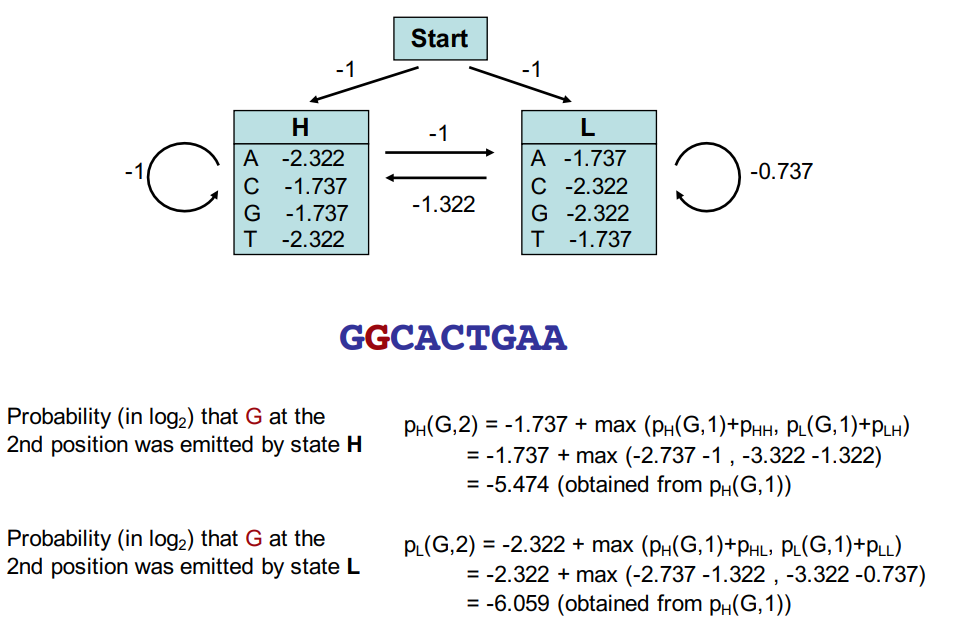 Start
-1
-1
H
A -2.322
C -1.737
G -1.737
T -2.322
-1
-1
-1.322
L
A -1.737
C -2.322
G -2.322
T -1.737
-0.737
GGCACTGAA
Probability (in log₂) that G at the
2nd position was emitted by state H
pH(G,2) = -1.737 + max (pH(G,1)+pHH, pL(G,1)+pLH)
= -1.737 + max (-2.737 -1 , -3.322 -1.322)
= -5.474 (obtained from pH(G,1))
Probability (in log₂) that G at the
2nd position was emitted by state L
pL(G,2) = -2.322 + max (pH(G,1)+pHL, pL(G,1)+pLL)
= -2.322 + max (-2.737 -1.322 , -3.322 -0.737)
= -6.059 (obtained from pH(G,1))